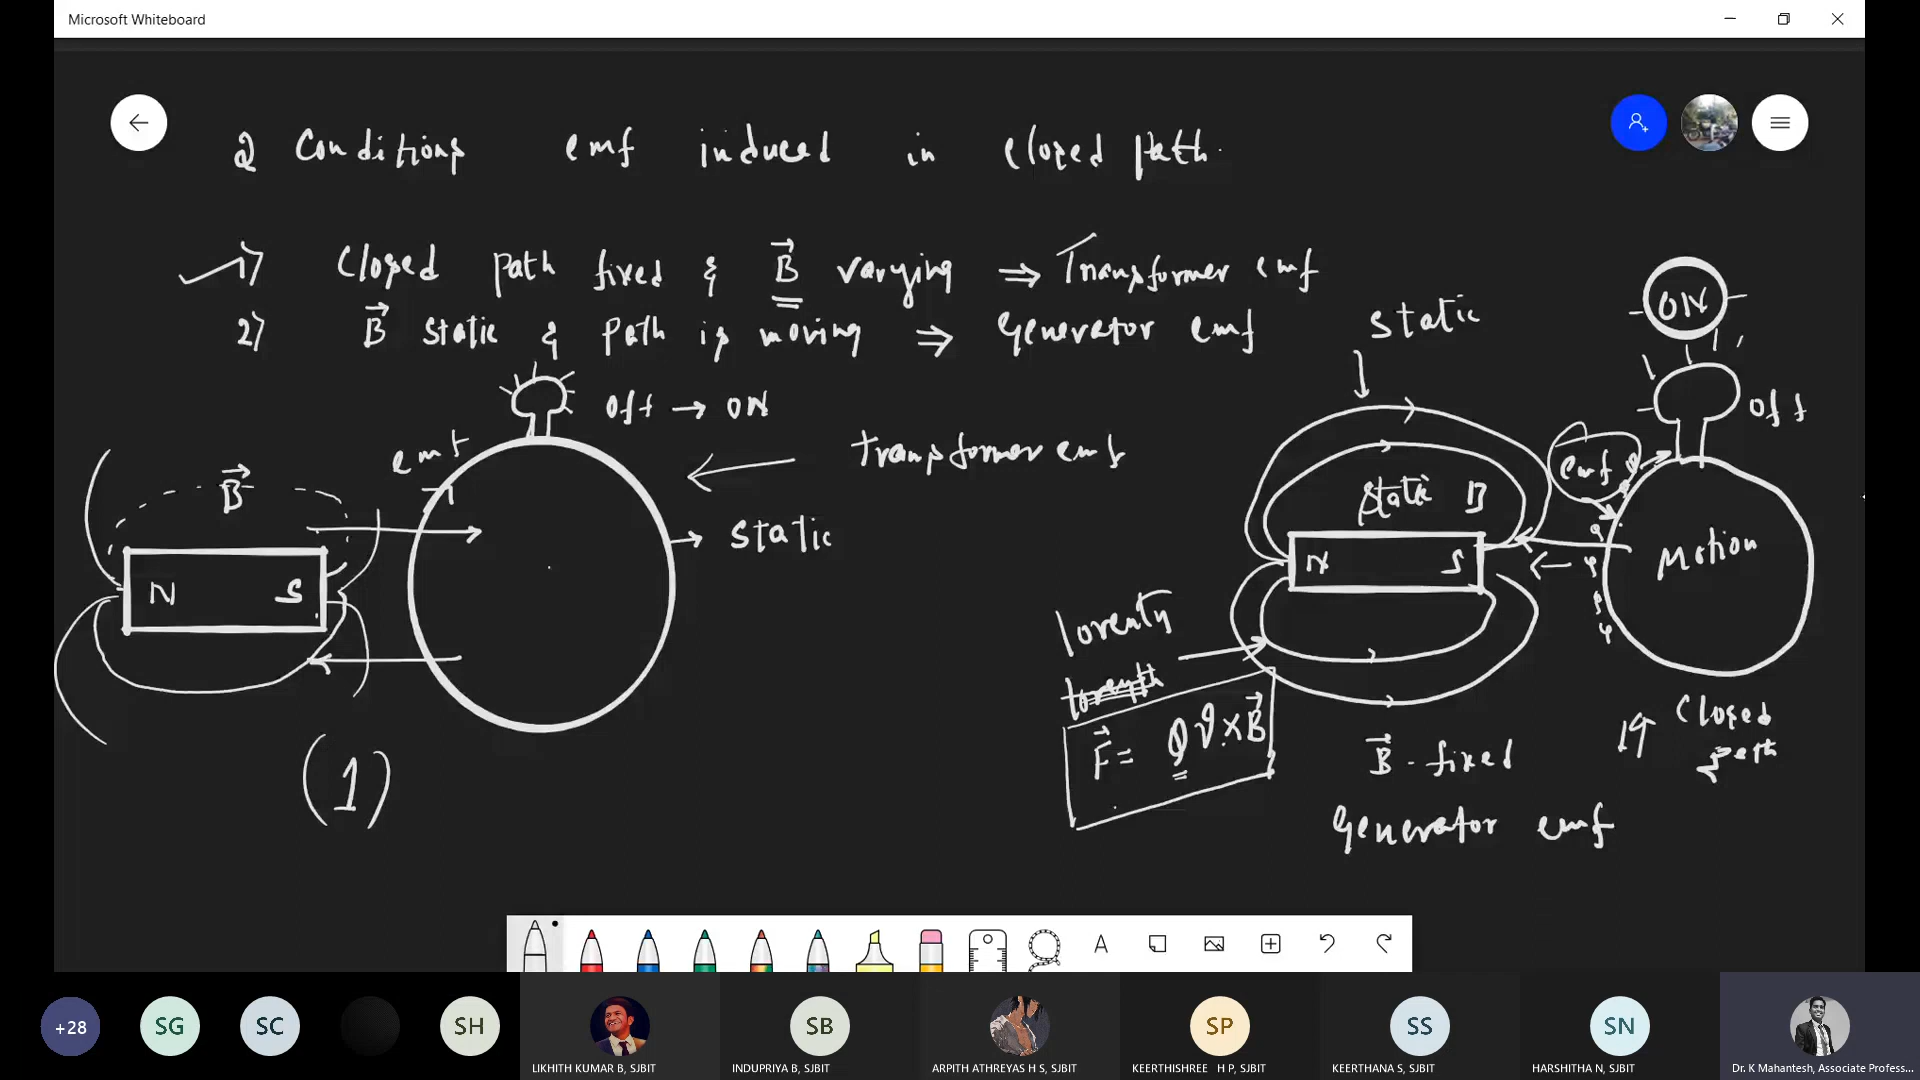 Microsoft Whiteboard
2 Conditions emf induced in closed path.
1) Closed path fixed & B varying ⇒ Transformer emf
2) B static & path is moving ⇒ Generator emf
Off → ON
emf
B
N S
transformer emf
→ static
(1)
static
ON
Off
emf
static B
N S
Motion
Lorentz
F = Q v × B
B - fixed
Generator emf
Closed path
A
+28
SG
SC
SH
SB
SP
SS
SN
LIKHITH KUMAR B, SJBIT
INDUPRIYA B, SJBIT
ARPITH ATHREYAS H S, SJBIT
KEERTHISHREE H P, SJBIT
KEERTHANA S, SJBIT
HARSHITHA N, SJBIT
Dr. K Mahantesh, Associate Profess...